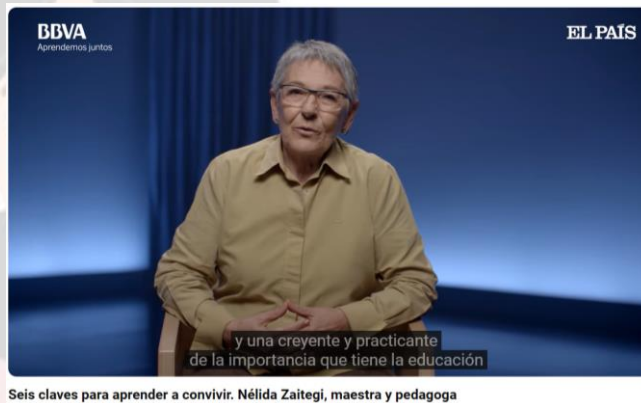 BBVA
Aprendemos juntos
EL PAÍS
y una creyente y practicante
de la importancia que tiene la educación
Seis claves para aprender a convivir. Nélida Zaitegi, maestra y pedagoga